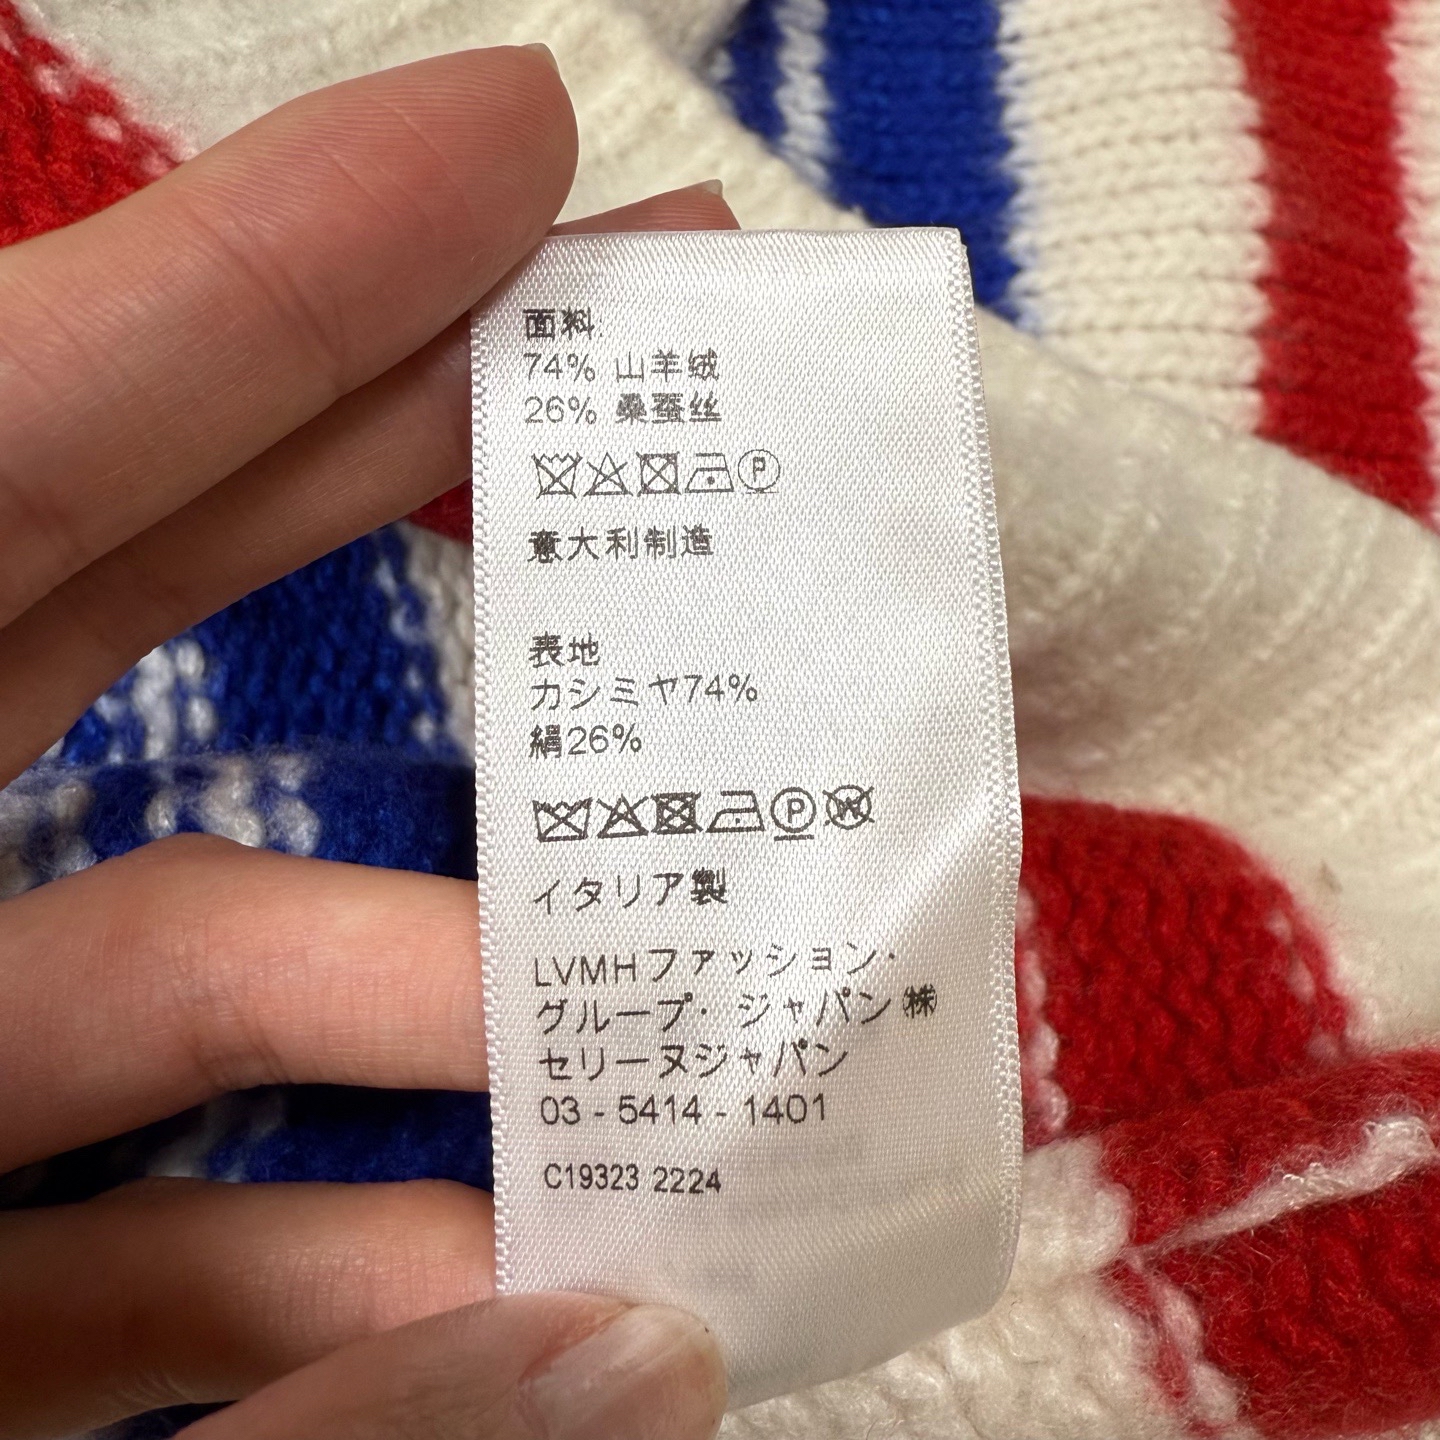 面料
74% 山羊绒
26% 桑蚕丝
P
意大利制造
表地
カシミヤ74%
絹26%
P W
イタリア製
LVMHファッション・
グループ・ジャパン㈱
セリーヌジャパン
03 - 5414 - 1401
C19323 2224